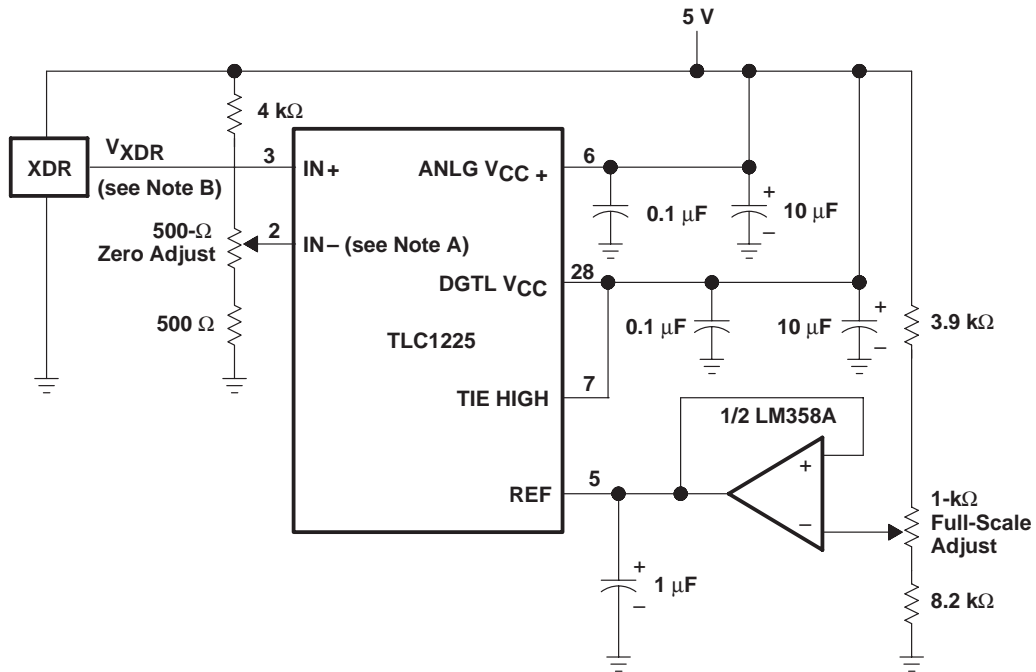 5 V
4 kΩ
XDR
VXDR
(see Note B)
3
IN+
ANLG VCC +
6
0.1 µF
+
10 µF
–
500-Ω
Zero Adjust
2
IN– (see Note A)
DGTL VCC
28
0.1 µF
10 µF
+
–
3.9 kΩ
500 Ω
TLC1225
TIE HIGH
7
1/2 LM358A
+
–
REF
5
1-kΩ
Full-Scale
Adjust
+
1 µF
–
8.2 kΩ